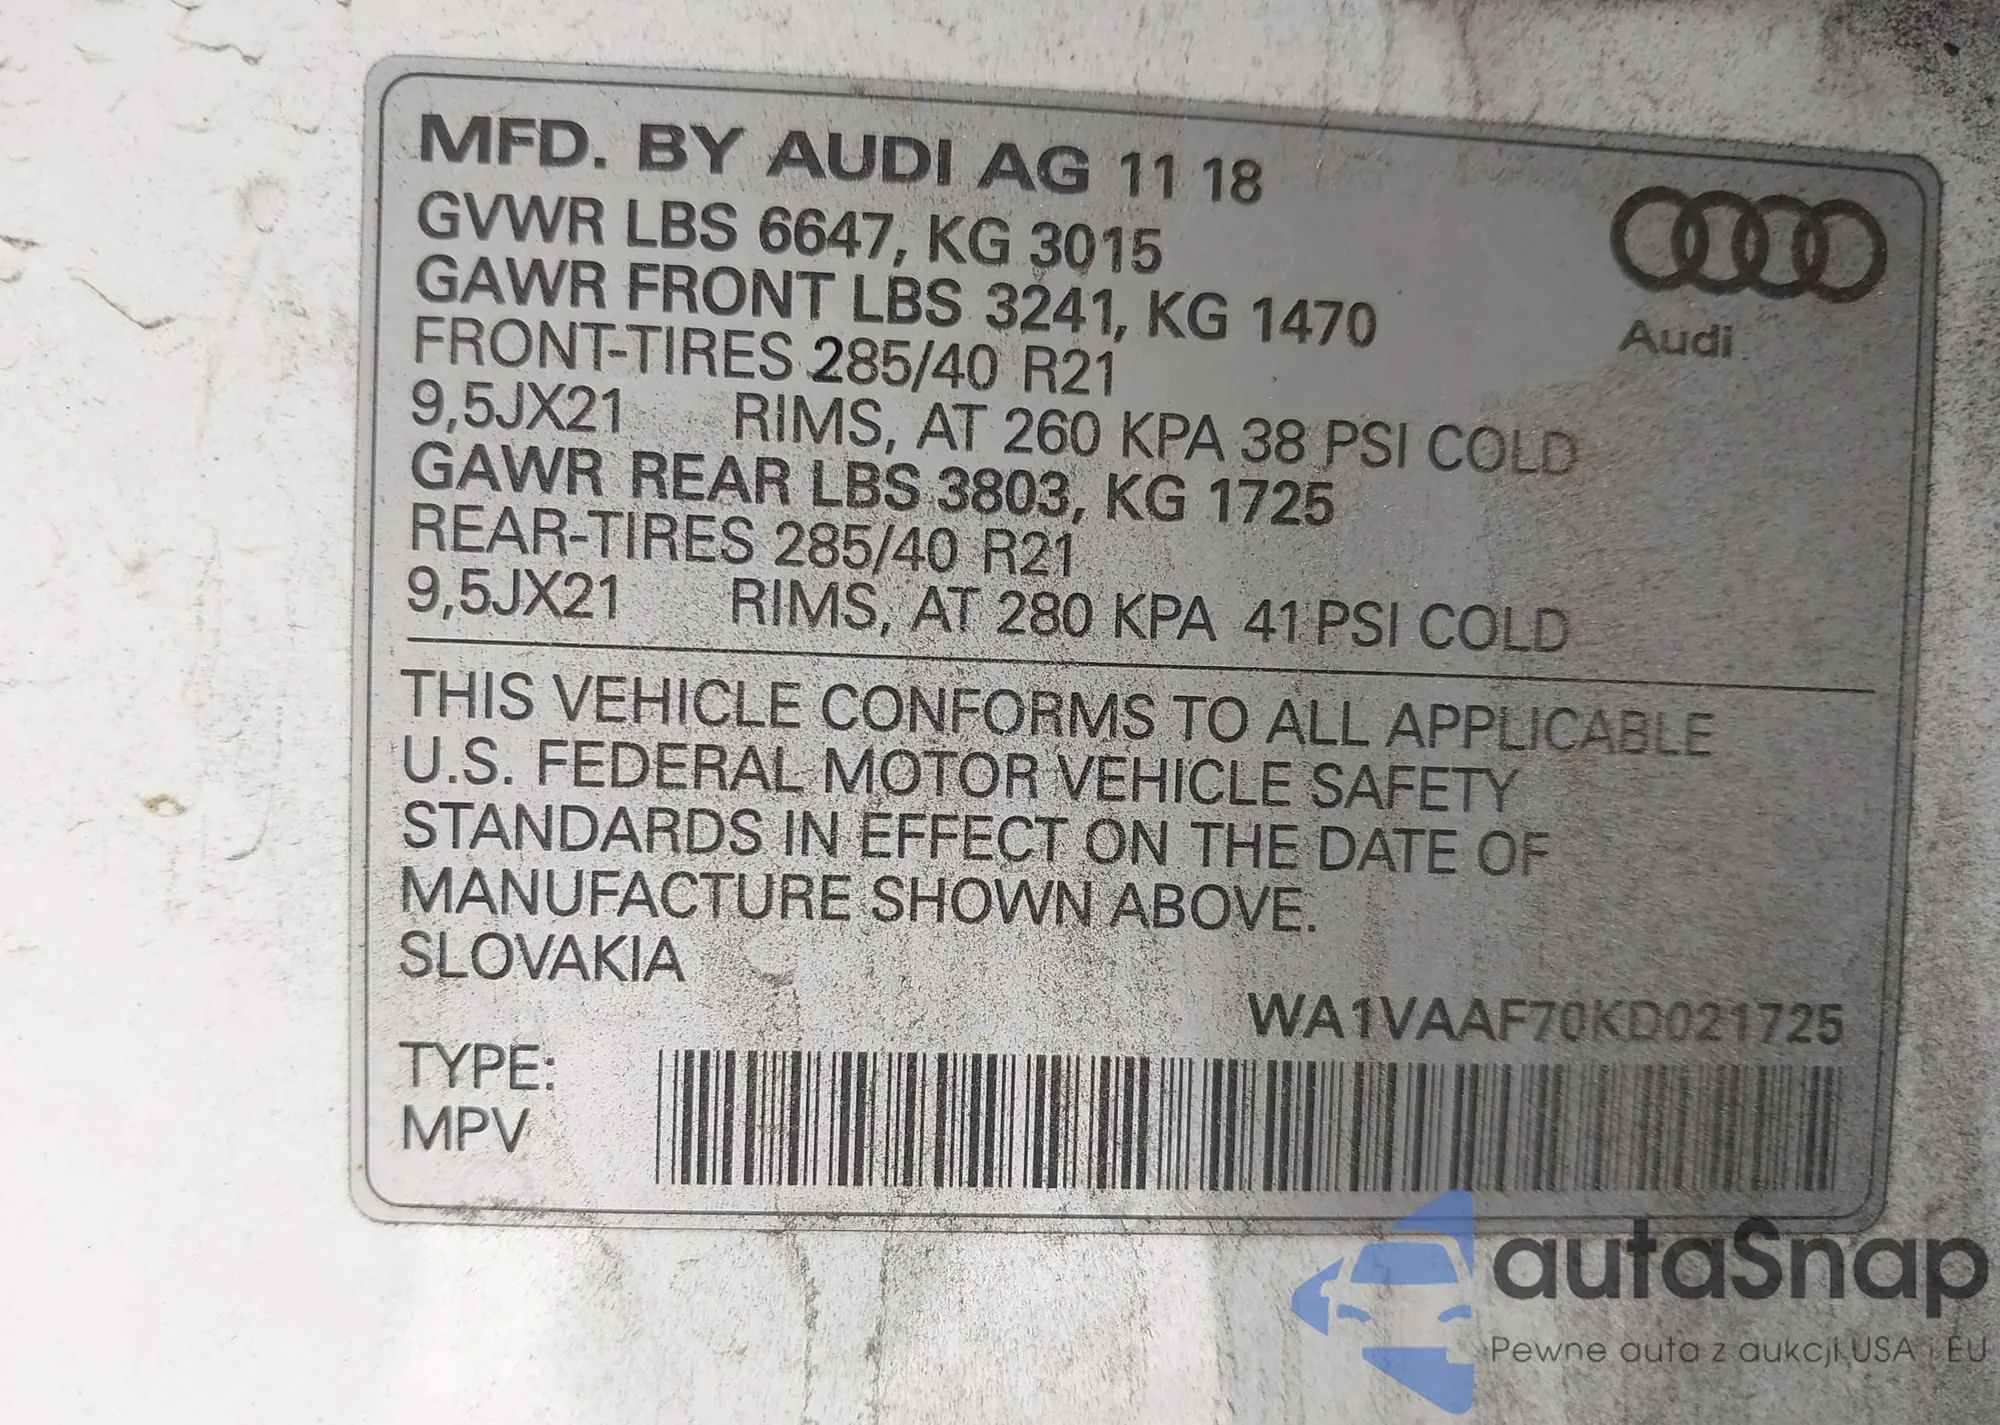 MFD. BY AUDI AG 11 18
GVWR LBS 6647, KG 3015
GAWR FRONT LBS 3241, KG 1470
FRONT-TIRES 285/40 R21
9,5JX21 RIMS, AT 260 KPA 38 PSI COLD
GAWR REAR LBS 3803, KG 1725
REAR-TIRES 285/40 R21
9,5JX21 RIMS, AT 280 KPA 41 PSI COLD
Audi
THIS VEHICLE CONFORMS TO ALL APPLICABLE
U.S. FEDERAL MOTOR VEHICLE SAFETY
STANDARDS IN EFFECT ON THE DATE OF
MANUFACTURE SHOWN ABOVE.
SLOVAKIA
WA1VAAF70KD021725
TYPE:
MPV
autaSnap
Pewne auta z aukcji USA i EU